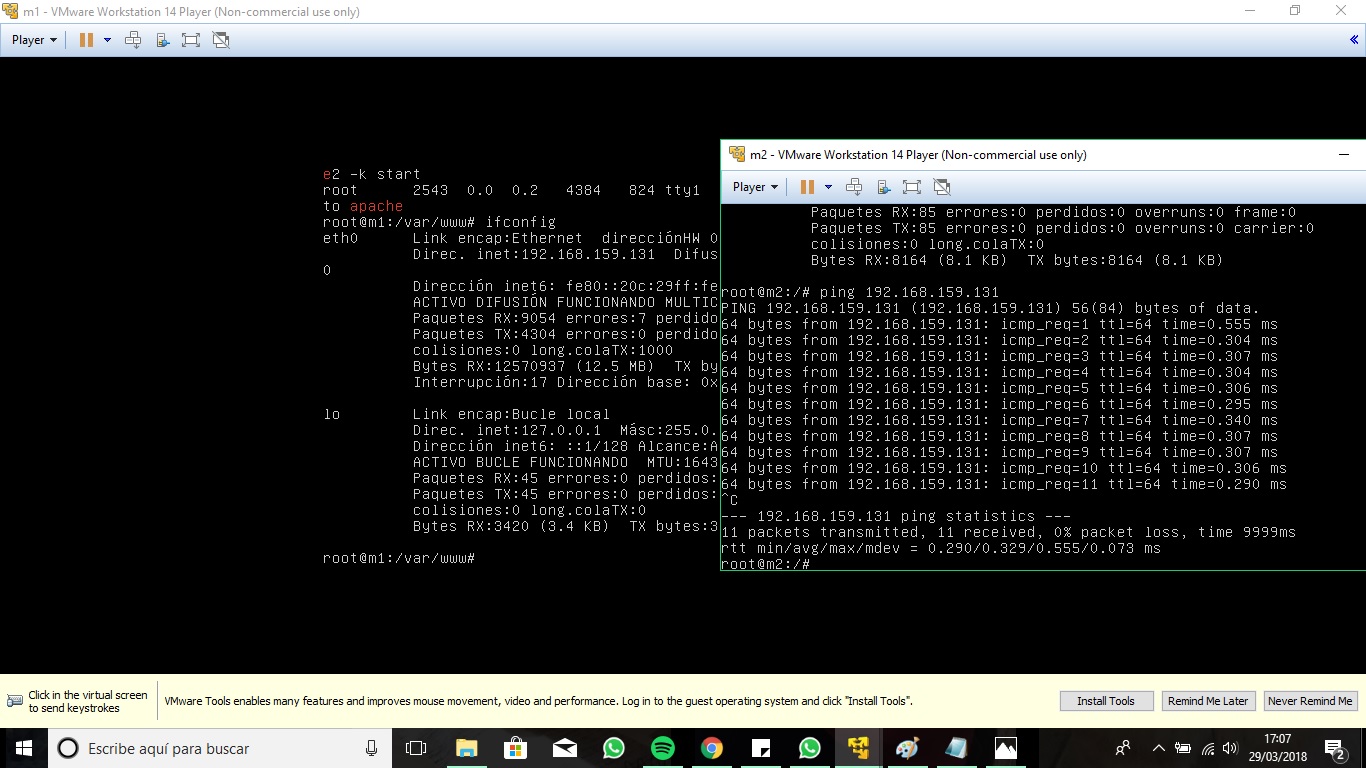 m1 - VMware Workstation 14 Player (Non-commercial use only)
Player
e2 -k start
root 2543 0.0 0.2 4384 824 tty1
to apache
root@m1:/var/www# ifconfig
eth0 Link encap:Ethernet direcciónHW 0
Direc. inet:192.168.159.131 Difus
0
Dirección inet6: fe80::20c:29ff:fe
ACTIVO DIFUSIÓN FUNCIONANDO MULTIC
Paquetes RX:9054 errores:7 perdido
Paquetes TX:4304 errores:0 perdido
colisiones:0 long.colaTX:1000
Bytes RX:12570937 (12.5 MB) TX by
Interrupción:17 Dirección base: 0x
lo Link encap:Bucle local
Direc. inet:127.0.0.1 Másc:255.0.
Dirección inet6: ::1/128 Alcance:A
ACTIVO BUCLE FUNCIONANDO MTU:1643
Paquetes RX:45 errores:0 perdidos:
Paquetes TX:45 errores:0 perdidos:
colisiones:0 long.colaTX:0
Bytes RX:3420 (3.4 KB) TX bytes:3
root@m1:/var/www#
m2 - VMware Workstation 14 Player (Non-commercial use only)
Player
Paquetes RX:85 errores:0 perdidos:0 overruns:0 frame:0
Paquetes TX:85 errores:0 perdidos:0 overruns:0 carrier:0
colisiones:0 long.colaTX:0
Bytes RX:8164 (8.1 KB) TX bytes:8164 (8.1 KB)
root@m2:/# ping 192.168.159.131
PING 192.168.159.131 (192.168.159.131) 56(84) bytes of data.
64 bytes from 192.168.159.131: icmp_req=1 ttl=64 time=0.555 ms
64 bytes from 192.168.159.131: icmp_req=2 ttl=64 time=0.304 ms
64 bytes from 192.168.159.131: icmp_req=3 ttl=64 time=0.307 ms
64 bytes from 192.168.159.131: icmp_req=4 ttl=64 time=0.304 ms
64 bytes from 192.168.159.131: icmp_req=5 ttl=64 time=0.306 ms
64 bytes from 192.168.159.131: icmp_req=6 ttl=64 time=0.295 ms
64 bytes from 192.168.159.131: icmp_req=7 ttl=64 time=0.340 ms
64 bytes from 192.168.159.131: icmp_req=8 ttl=64 time=0.307 ms
64 bytes from 192.168.159.131: icmp_req=9 ttl=64 time=0.307 ms
64 bytes from 192.168.159.131: icmp_req=10 ttl=64 time=0.306 ms
64 bytes from 192.168.159.131: icmp_req=11 ttl=64 time=0.290 ms
^C
--- 192.168.159.131 ping statistics ---
11 packets transmitted, 11 received, 0% packet loss, time 9999ms
rtt min/avg/max/mdev = 0.290/0.329/0.555/0.073 ms
root@m2:/#
Click in the virtual screen
to send keystrokes
VMware Tools enables many features and improves mouse movement, video and performance. Log in to the guest operating system and click "Install Tools".
Install Tools
Remind Me Later
Never Remind Me
Escribe aquí para buscar
17:07
29/03/2018
2